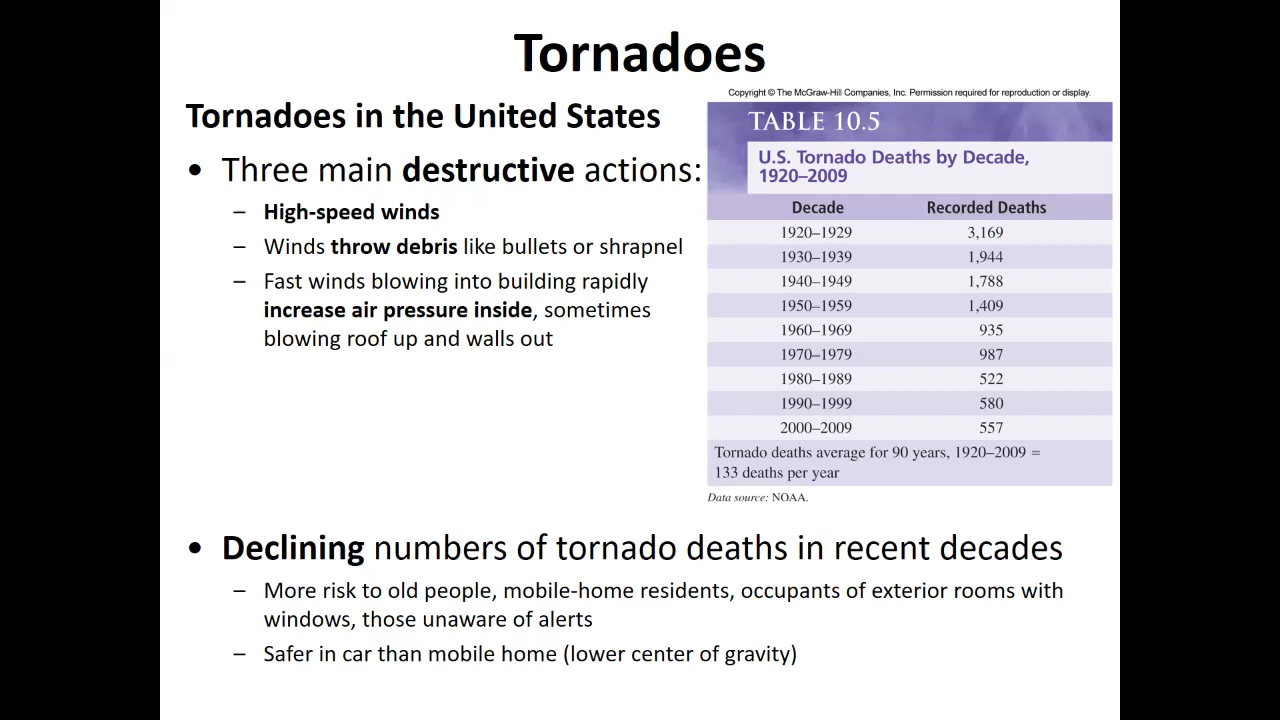 Tornadoes
Tornadoes in the United States
• Three main destructive actions:
– High-speed winds
– Winds throw debris like bullets or shrapnel
– Fast winds blowing into building rapidly
increase air pressure inside, sometimes
blowing roof up and walls out
Copyright © The McGraw-Hill Companies, Inc. Permission required for reproduction or display.
TABLE 10.5
U.S. Tornado Deaths by Decade,
1920–2009
Decade Recorded Deaths
1920–1929 3,169
1930–1939 1,944
1940–1949 1,788
1950–1959 1,409
1960–1969 935
1970–1979 987
1980–1989 522
1990–1999 580
2000–2009 557
Tornado deaths average for 90 years, 1920–2009 =
133 deaths per year
Data source: NOAA.
• Declining numbers of tornado deaths in recent decades
– More risk to old people, mobile-home residents, occupants of exterior rooms with
windows, those unaware of alerts
– Safer in car than mobile home (lower center of gravity)